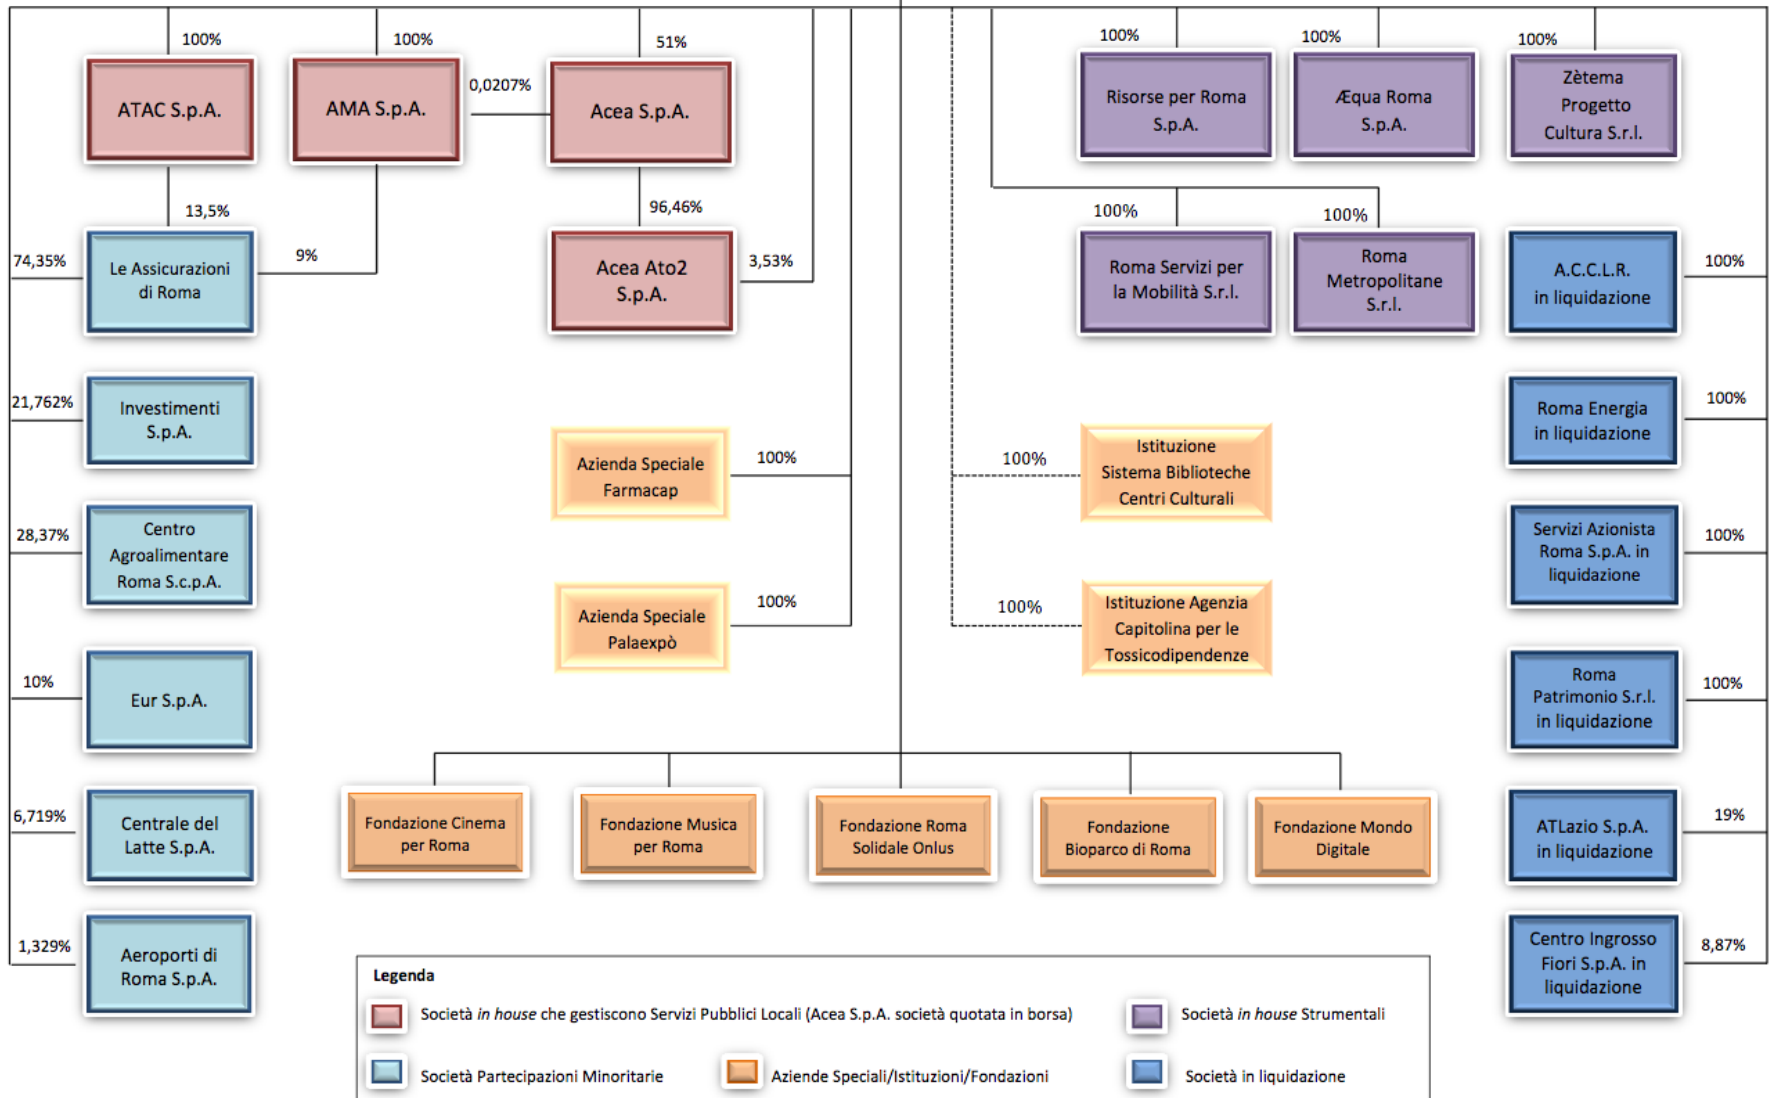 100%
100%
51%
100%
100%
100%
ATAC S.p.A.
AMA S.p.A.
0,0207%
Acea S.p.A.
Risorse per Roma
S.p.A.
Æqua Roma
S.p.A.
Zètema
Progetto
Cultura S.r.l.
13,5%
96,46%
100%
100%
74,35%
Le Assicurazioni
di Roma
9%
Acea Ato2
S.p.A.
3,53%
Roma Servizi per
la Mobilità S.r.l.
Roma
Metropolitane
S.r.l.
A.C.C.L.R.
in liquidazione
100%
21,762%
Investimenti
S.p.A.
Roma Energia
in liquidazione
100%
Azienda Speciale
Farmacap
100%
100%
Istituzione
Sistema Biblioteche
Centri Culturali
28,37%
Centro
Agroalimentare
Roma S.c.p.A.
Servizi Azionista
Roma S.p.A. in
liquidazione
100%
Azienda Speciale
Palaexpò
100%
100%
Istituzione Agenzia
Capitolina per le
Tossicodipendenze
10%
Eur S.p.A.
Roma
Patrimonio S.r.l.
in liquidazione
100%
6,719%
Centrale del
Latte S.p.A.
Fondazione Cinema
per Roma
Fondazione Musica
per Roma
Fondazione Roma
Solidale Onlus
Fondazione
Bioparco di Roma
Fondazione Mondo
Digitale
ATLazio S.p.A.
in liquidazione
19%
1,329%
Aeroporti di
Roma S.p.A.
Centro Ingrosso
Fiori S.p.A. in
liquidazione
8,87%
Legenda
Società in house che gestiscono Servizi Pubblici Locali (Acea S.p.A. società quotata in borsa)
Società in house Strumentali
Società Partecipazioni Minoritarie
Aziende Speciali/Istituzioni/Fondazioni
Società in liquidazione